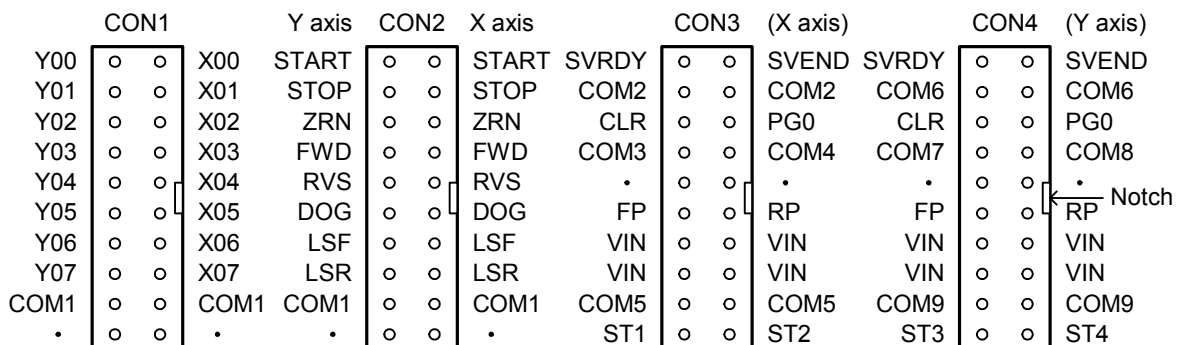 CON1 Y axis CON2 X axis CON3 (X axis) CON4 (Y axis)
Y00 X00 START START SVRDY SVEND SVRDY SVEND
Y01 X01 STOP STOP COM2 COM2 COM6 COM6
Y02 X02 ZRN ZRN CLR PG0 CLR PG0
Y03 X03 FWD FWD COM3 COM4 COM7 COM8
Y04 X04 RVS RVS • • • •
Notch
Y05 X05 DOG DOG FP RP FP RP
Y06 X06 LSF LSF VIN VIN VIN VIN
Y07 X07 LSR LSR VIN VIN VIN VIN
COM1 COM1 COM1 COM1 COM5 COM5 COM9 COM9
• • • • ST1 ST2 ST3 ST4